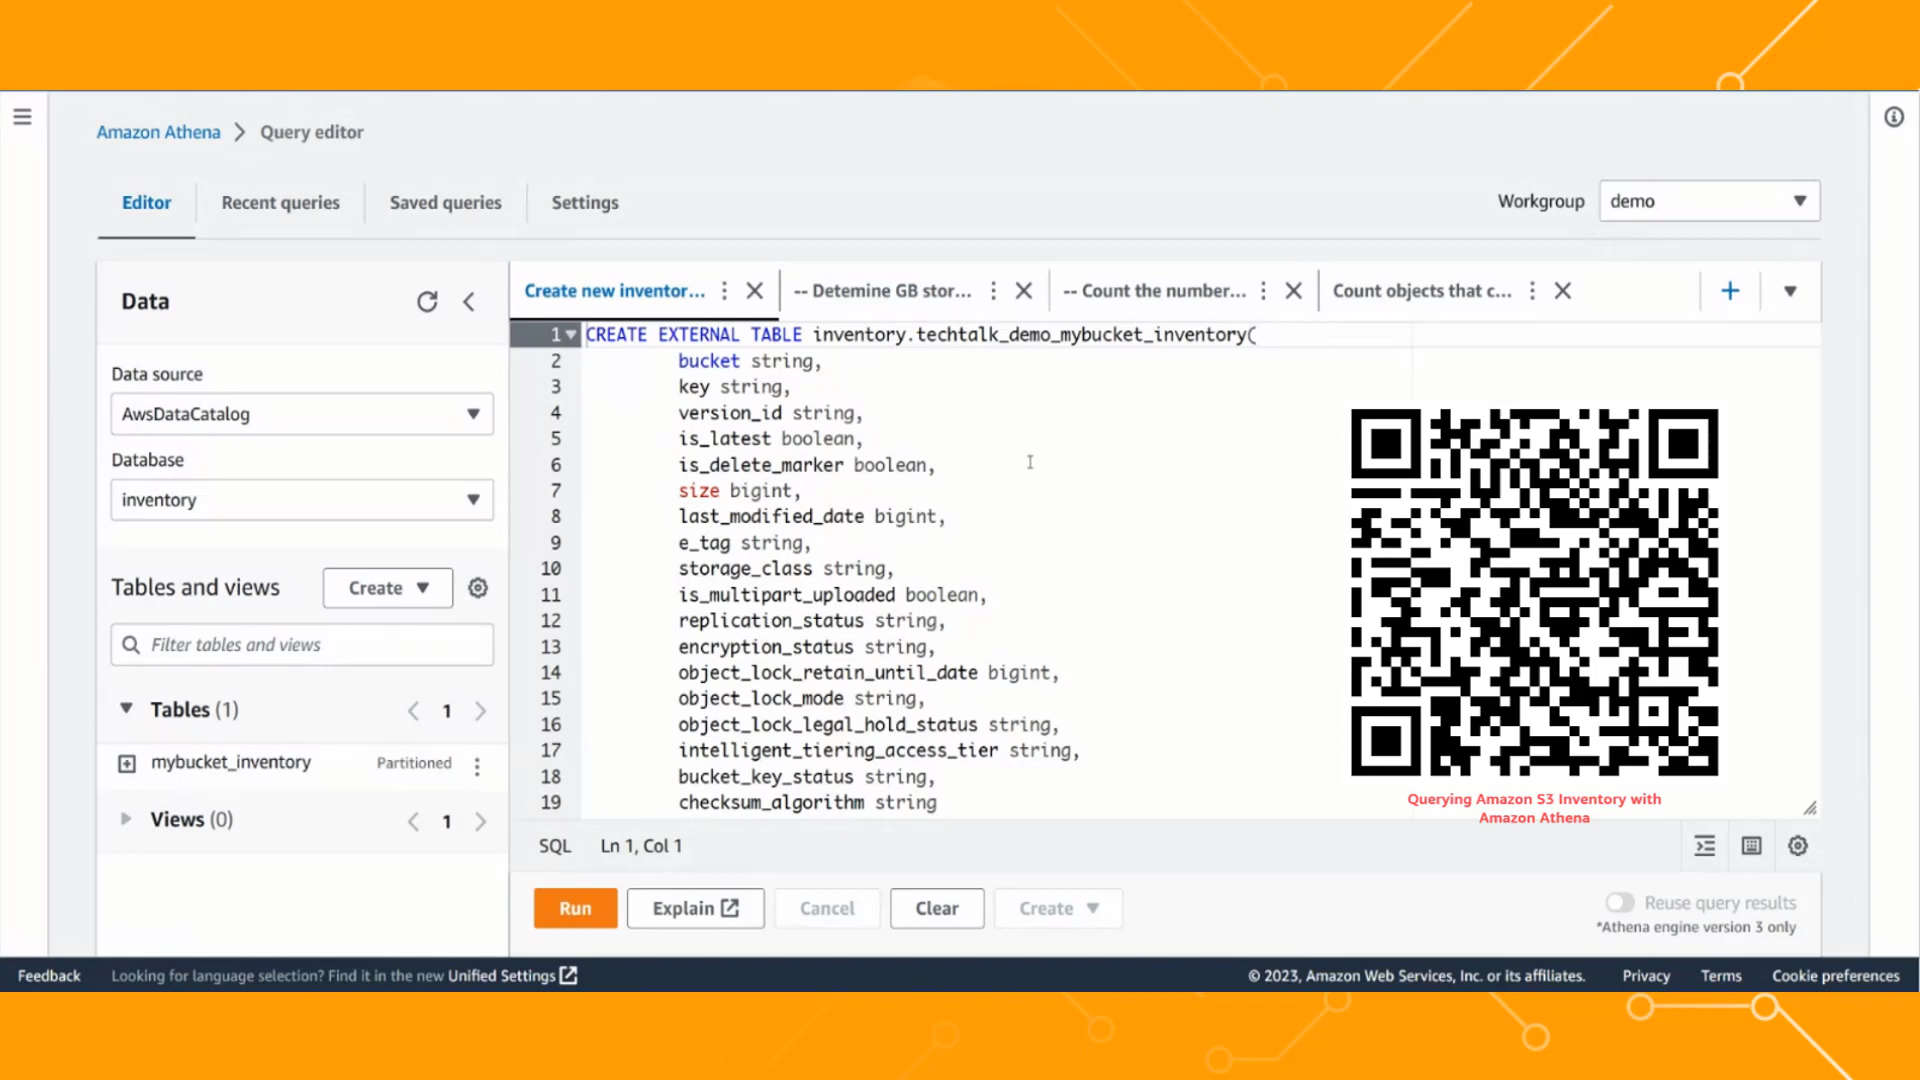 Amazon Athena > Query editor
Editor
Recent queries
Saved queries
Settings
Workgroup
demo
Data
Data source
AwsDataCatalog
Database
inventory
Tables and views
Create
Filter tables and views
Tables (1)
1
mybucket_inventory
Partitioned
Views (0)
1
Create new inventor...
-- Detemine GB stor...
-- Count the number...
Count objects that c...
1 CREATE EXTERNAL TABLE inventory.techtalk_demo_mybucket_inventory(
2 bucket string,
3 key string,
4 version_id string,
5 is_latest boolean,
6 is_delete_marker boolean,
7 size bigint,
8 last_modified_date bigint,
9 e_tag string,
10 storage_class string,
11 is_multipart_uploaded boolean,
12 replication_status string,
13 encryption_status string,
14 object_lock_retain_until_date bigint,
15 object_lock_mode string,
16 object_lock_legal_hold_status string,
17 intelligent_tiering_access_tier string,
18 bucket_key_status string,
19 checksum_algorithm string
Querying Amazon S3 Inventory with
Amazon Athena
SQL
Ln 1, Col 1
Run
Explain
Cancel
Clear
Create
Reuse query results
*Athena engine version 3 only
Feedback
Looking for language selection? Find it in the new Unified Settings
© 2023, Amazon Web Services, Inc. or its affiliates.
Privacy
Terms
Cookie preferences